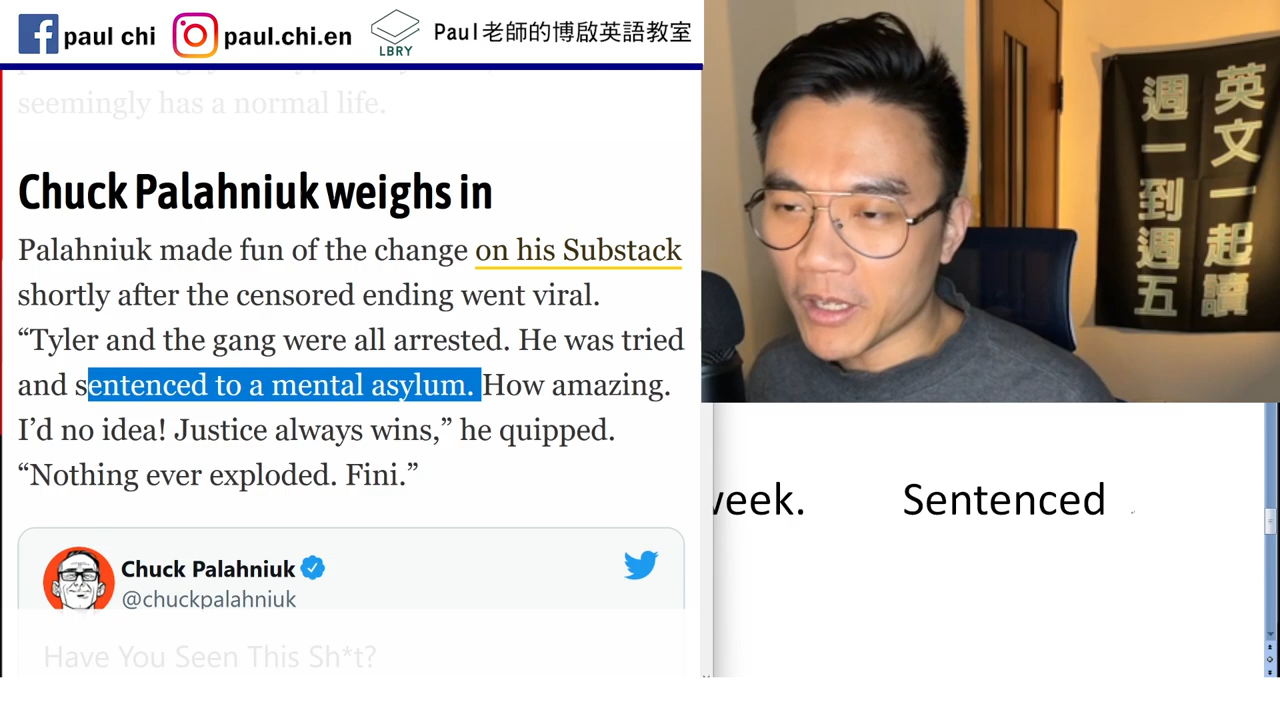 paul chi
paul.chi.en
LBRY
Paul老師的博啟英語教室
seemingly has a normal life.
Chuck Palahniuk weighs in
Palahniuk made fun of the change on his Substack
shortly after the censored ending went viral.
“Tyler and the gang were all arrested. He was tried
and sentenced to a mental asylum. How amazing.
I’d no idea! Justice always wins,” he quipped.
“Nothing ever exploded. Fini.”
Chuck Palahniuk
@chuckpalahniuk
Have You Seen This Sh*t?
英文一起讀
週一到週五
week. Sentenced